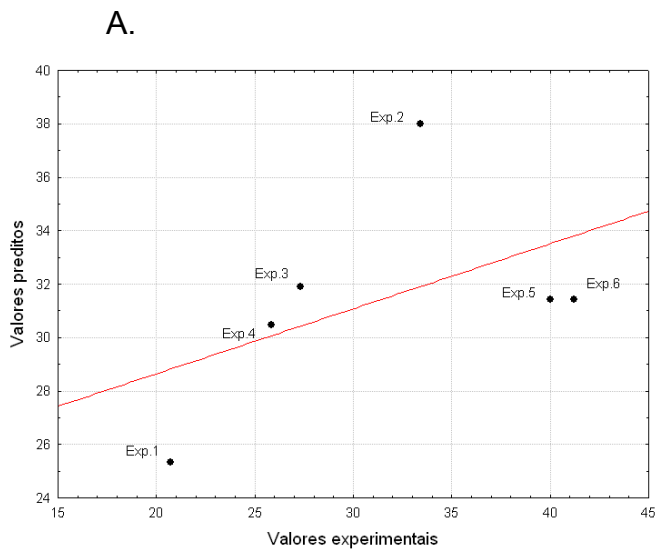 A.
40
38
36
34
32
30
28
26
24
Valores preditos
Exp.2
Exp.3
Exp.4
Exp.5
Exp.6
Exp.1
15 20 25 30 35 40 45
Valores experimentais